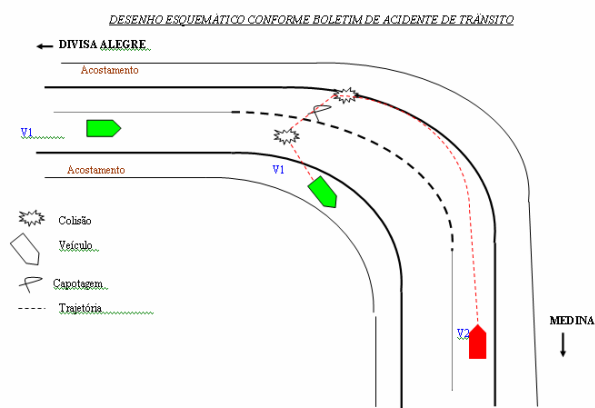 DESENHO ESQUEMÁTICO CONFORME BOLETIM DE ACIDENTE DE TRÂNSITO
DIVISA ALEGRE
Acostamento
V1
Acostamento
V1
Colisão
Veículo
Capotagem
Trajetória
V2
MEDINA